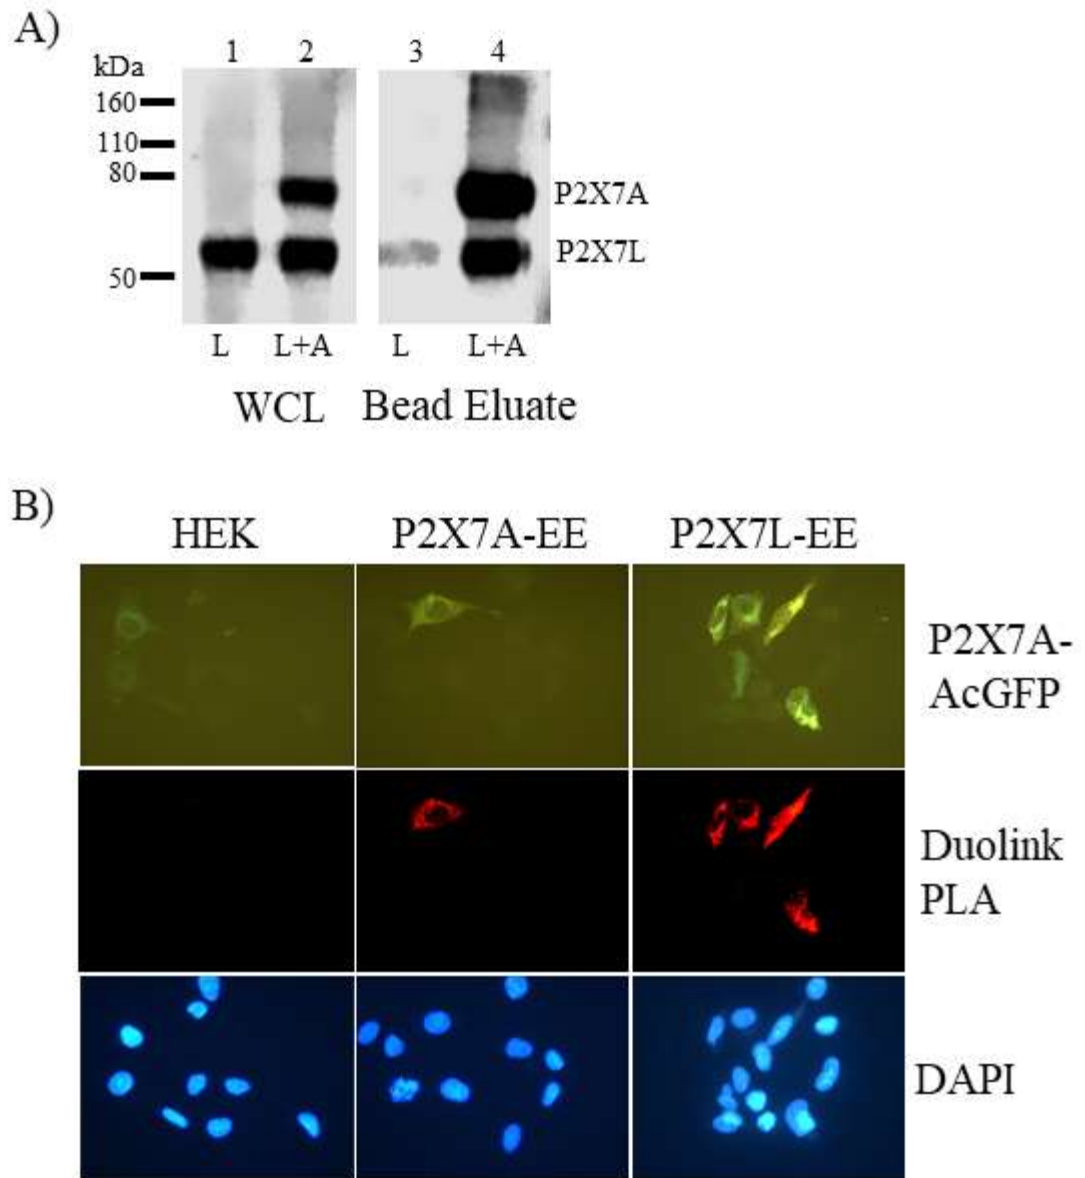 A)
kDa
1 2 3 4
160
110
80
50
P2X7A
P2X7L
L L+A L L+A
WCL Bead Eluate
B)
HEK P2X7A-EE P2X7L-EE
P2X7A-
AcGFP
Duolink
PLA
DAPI